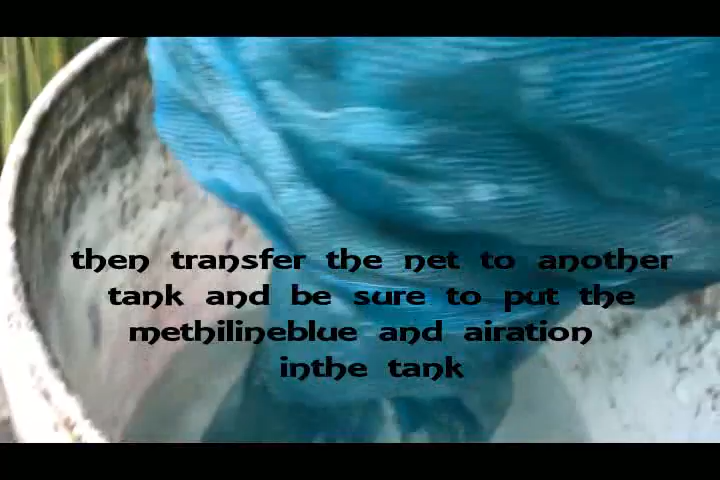 then transfer the net to another
tank and be sure to put the
methilineblue and airation
inthe tank